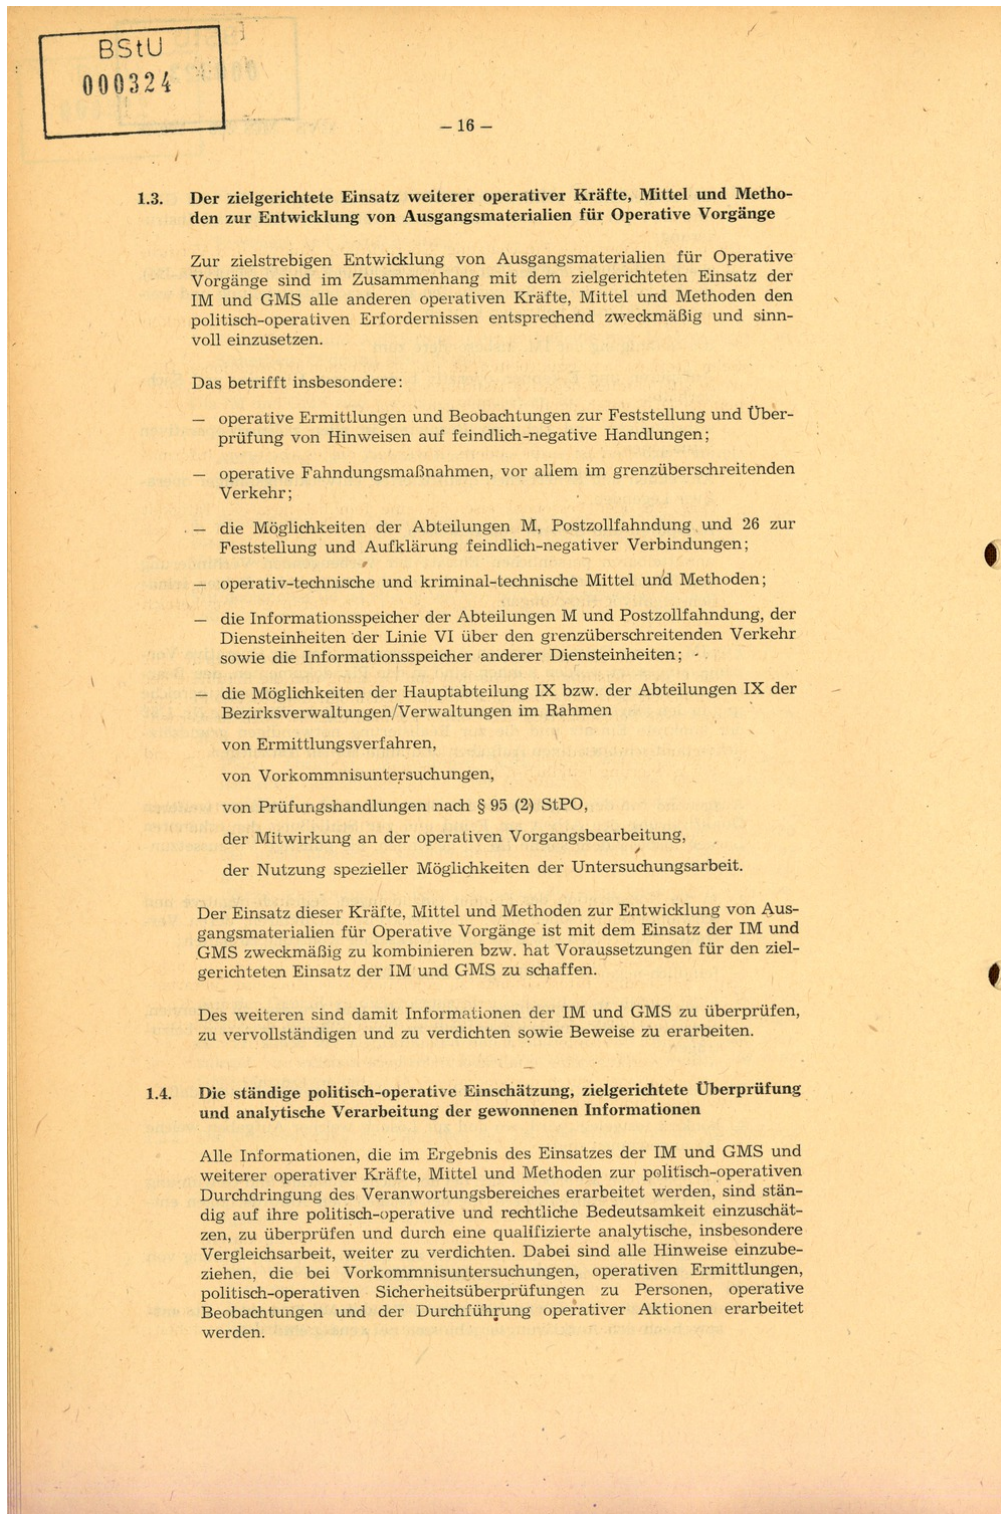 BStU
000324
– 16 –
1.3. Der zielgerichtete Einsatz weiterer operativer Kräfte, Mittel und Metho-
den zur Entwicklung von Ausgangsmaterialien für Operative Vorgänge
Zur zielstrebigen Entwicklung von Ausgangsmaterialien für Operative
Vorgänge sind im Zusammenhang mit dem zielgerichteten Einsatz der
IM und GMS alle anderen operativen Kräfte, Mittel und Methoden den
politisch-operativen Erfordernissen entsprechend zweckmäßig und sinn-
voll einzusetzen.
Das betrifft insbesondere:
— operative Ermittlungen und Beobachtungen zur Feststellung und Über-
prüfung von Hinweisen auf feindlich-negative Handlungen;
— operative Fahndungsmaßnahmen, vor allem im grenzüberschreitenden
Verkehr;
— die Möglichkeiten der Abteilungen M, Postzollfahndung und 26 zur
Feststellung und Aufklärung feindlich-negativer Verbindungen;
— operativ-technische und kriminal-technische Mittel und Methoden;
— die Informationsspeicher der Abteilungen M und Postzollfahndung, der
Diensteinheiten der Linie VI über den grenzüberschreitenden Verkehr
sowie die Informationsspeicher anderer Diensteinheiten;
— die Möglichkeiten der Hauptabteilung IX bzw. der Abteilungen IX der
Bezirksverwaltungen/Verwaltungen im Rahmen
von Ermittlungsverfahren,
von Vorkommnisuntersuchungen,
von Prüfungshandlungen nach § 95 (2) StPO,
der Mitwirkung an der operativen Vorgangsbearbeitung,
der Nutzung spezieller Möglichkeiten der Untersuchungsarbeit.
Der Einsatz dieser Kräfte, Mittel und Methoden zur Entwicklung von Aus-
gangsmaterialien für Operative Vorgänge ist mit dem Einsatz der IM und
GMS zweckmäßig zu kombinieren bzw. hat Voraussetzungen für den ziel-
gerichteten Einsatz der IM und GMS zu schaffen.
Des weiteren sind damit Informationen der IM und GMS zu überprüfen,
zu vervollständigen und zu verdichten sowie Beweise zu erarbeiten.
1.4. Die ständige politisch-operative Einschätzung, zielgerichtete Überprüfung
und analytische Verarbeitung der gewonnenen Informationen
Alle Informationen, die im Ergebnis des Einsatzes der IM und GMS und
weiterer operativer Kräfte, Mittel und Methoden zur politisch-operativen
Durchdringung des Veranwortungsbereiches erarbeitet werden, sind stän-
dig auf ihre politisch-operative und rechtliche Bedeutsamkeit einzuschät-
zen, zu überprüfen und durch eine qualifizierte analytische, insbesondere
Vergleichsarbeit, weiter zu verdichten. Dabei sind alle Hinweise einzube-
ziehen, die bei Vorkommnisuntersuchungen, operativen Ermittlungen,
politisch-operativen Sicherheitsüberprüfungen zu Personen, operative
Beobachtungen und der Durchführung operativer Aktionen erarbeitet
werden.